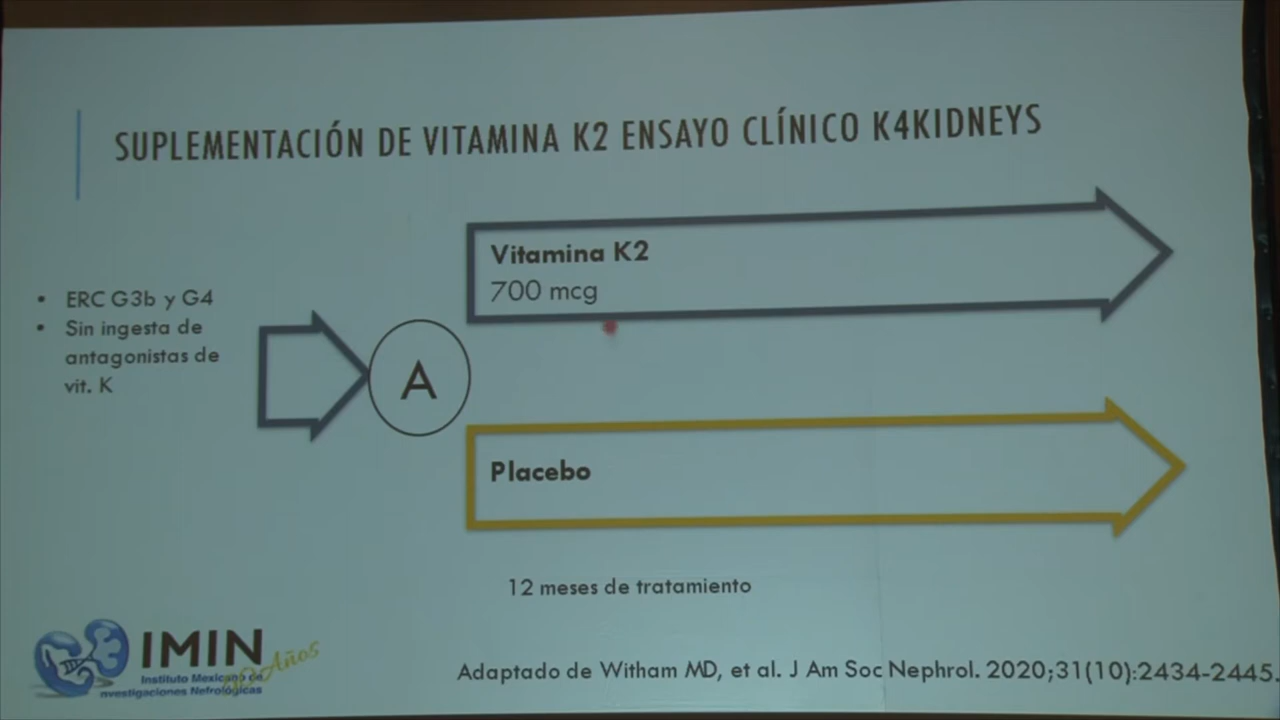 SUPLEMENTACIÓN DE VITAMINA K2 ENSAYO CLÍNICO K4KIDNEYS
• ERC G3b y G4
• Sin ingesta de
antagonistas de
vit. K
A
Vitamina K2
700 mcg
Placebo
12 meses de tratamiento
IMIN
Años
Instituto Mexicano de
Investigaciones Nefrológicas
Adaptado de Witham MD, et al. J Am Soc Nephrol. 2020;31(10):2434-2445.